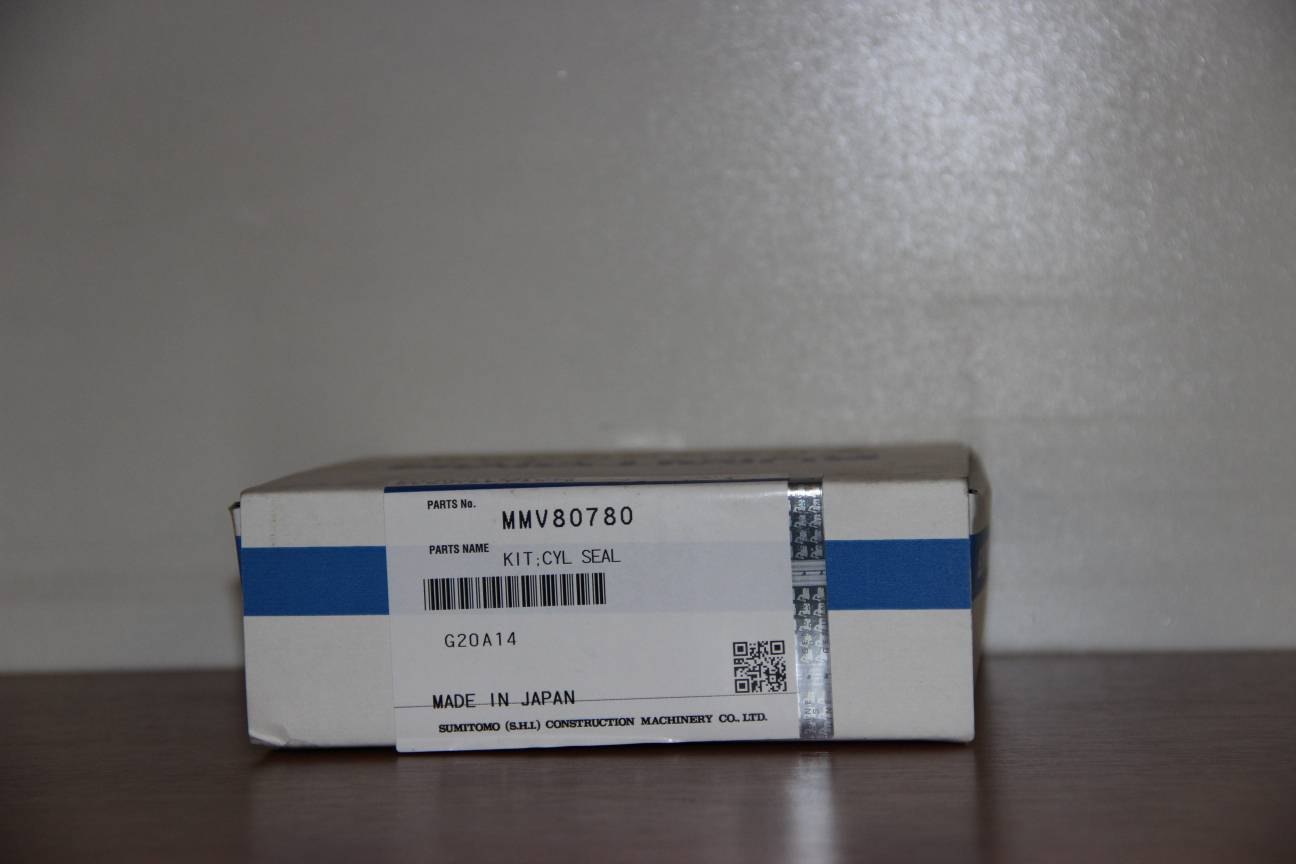 PARTS No. MMV80780
PARTS NAME KIT;CYL SEAL
G20A14
MADE IN JAPAN
SUMITOMO (S.H.I.) CONSTRUCTION MACHINERY CO., LTD.